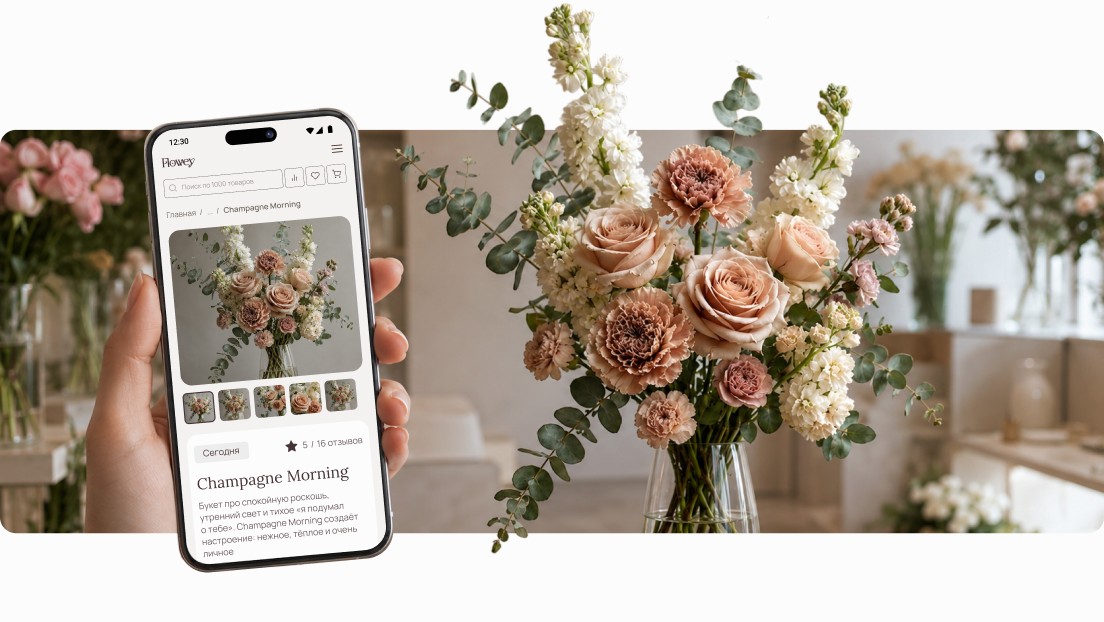 12:30
Flowey
Поиск по 1000 товаров
Главная / ... / Champagne Morning
Сегодня
5 / 16 отзывов
Champagne Morning
Букет про спокойную роскошь,
утренний свет и тихое «я подумал
о тебе». Champagne Morning создаёт
настроение: нежное, тёплое и очень
личное